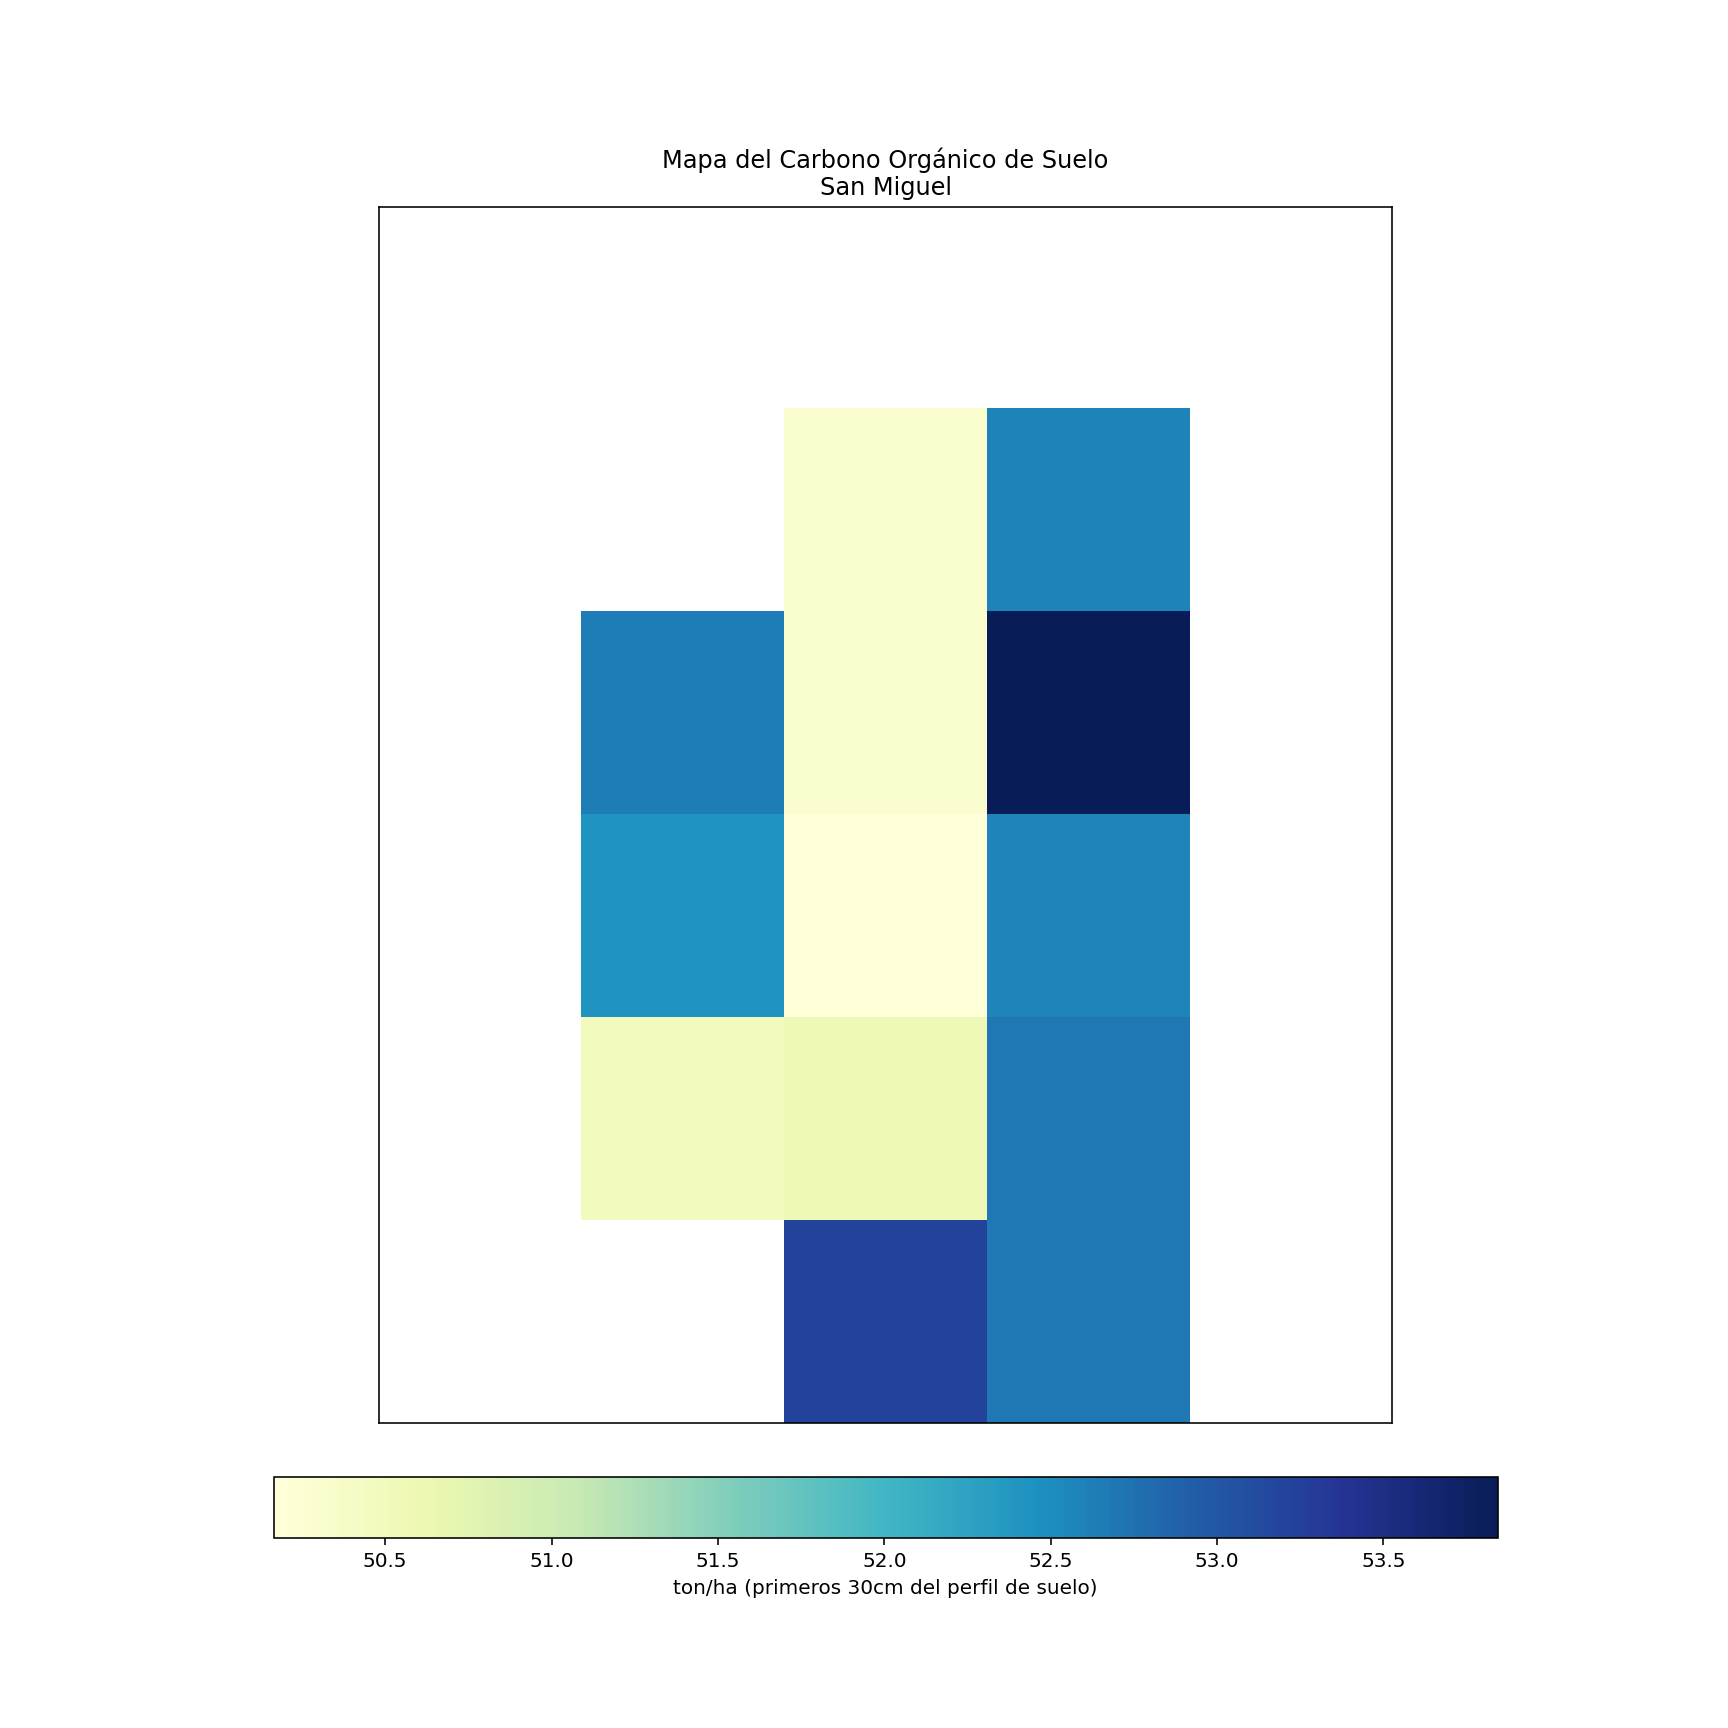 Mapa del Carbono Orgánico de Suelo
San Miguel
50.5 51.0 51.5 52.0 52.5 53.0 53.5
ton/ha (primeros 30cm del perfil de suelo)